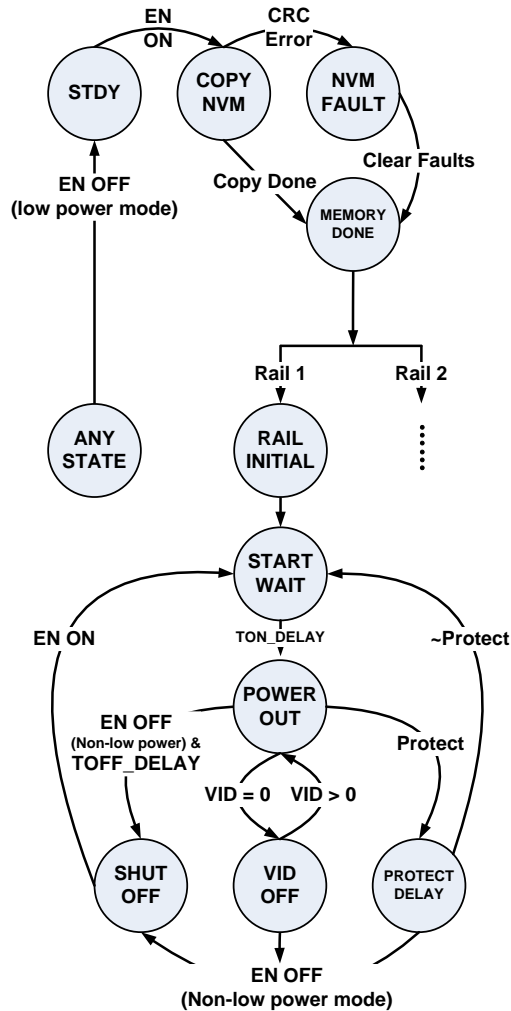 EN
ON
CRC
Error
STDY
COPY
NVM
NVM
FAULT
EN OFF
(low power mode)
Copy Done
Clear Faults
MEMORY
DONE
Rail 1
Rail 2
ANY
STATE
RAIL
INITIAL
START
WAIT
EN ON
TON_DELAY
~Protect
POWER
OUT
EN OFF
(Non-low power) &
TOFF_DELAY
Protect
VID = 0
VID > 0
SHUT
OFF
VID
OFF
PROTECT
DELAY
EN OFF
(Non-low power mode)